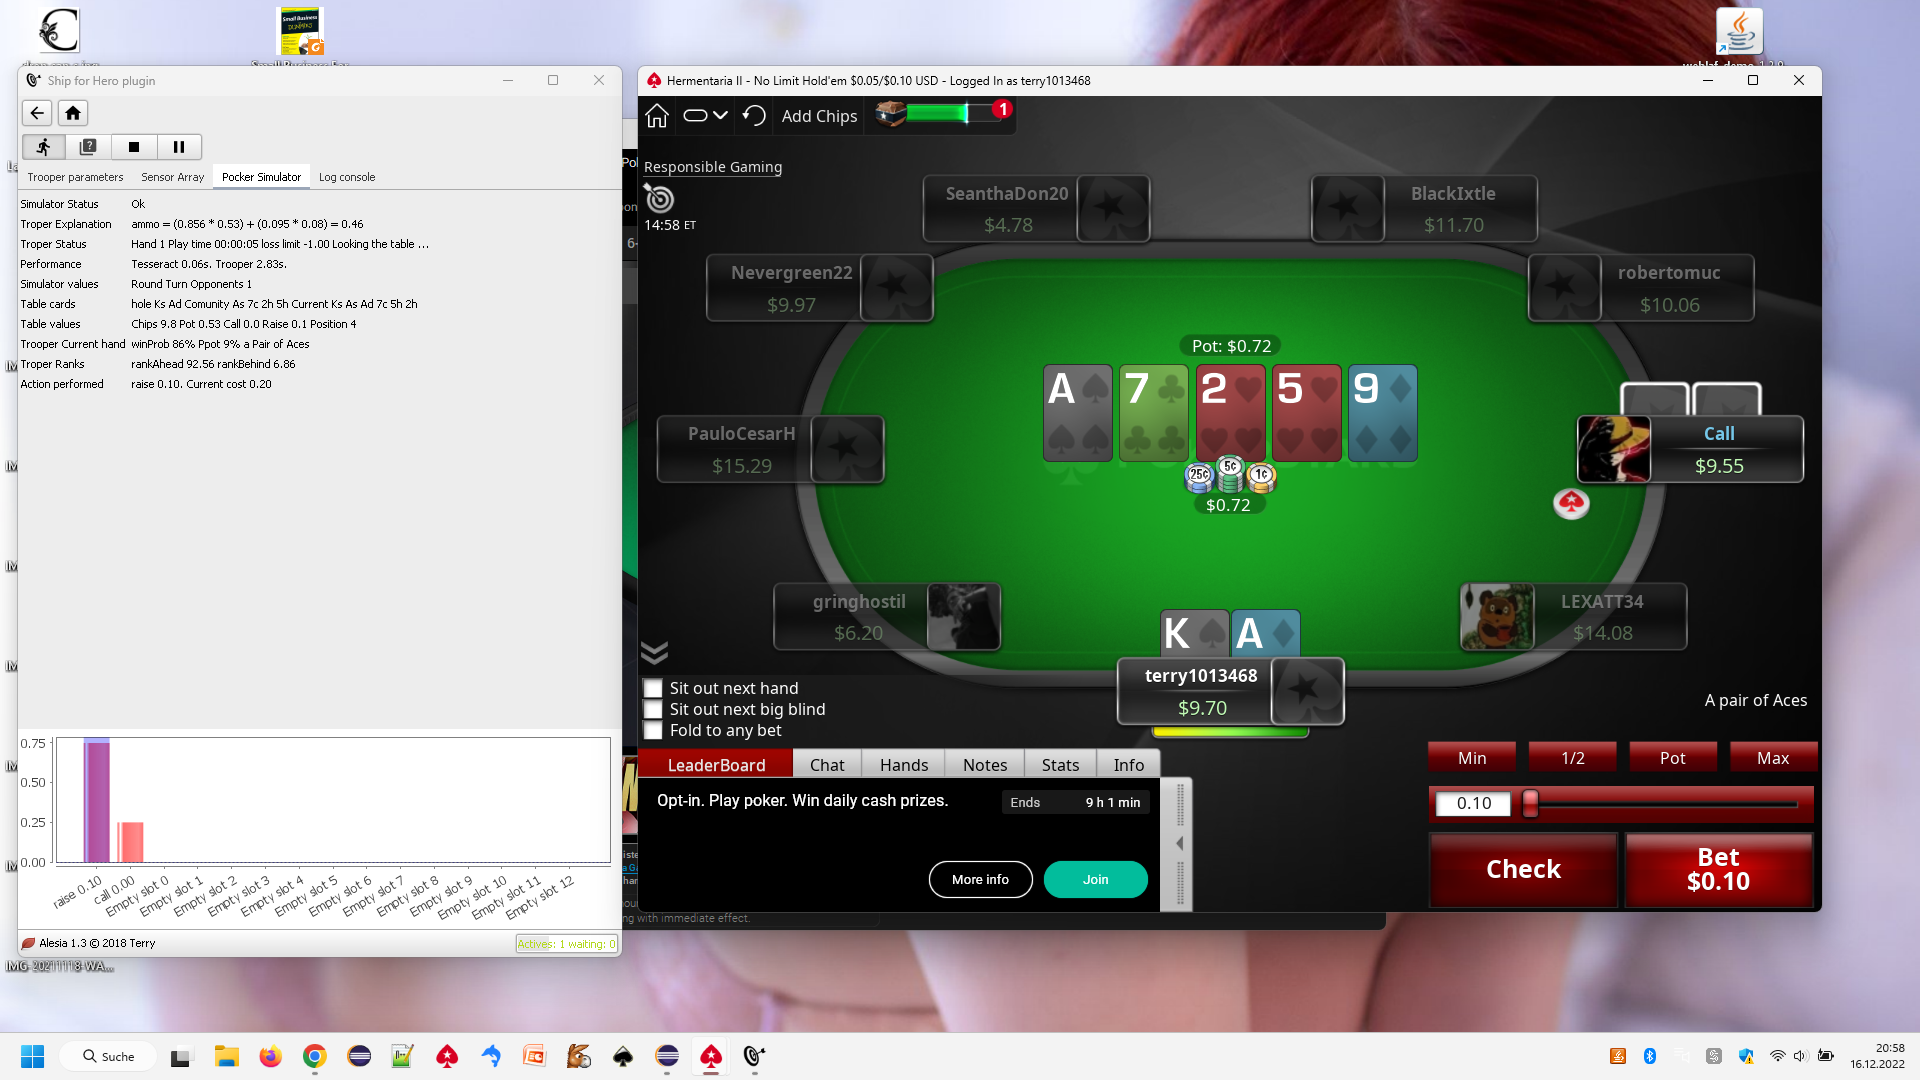 Ship for Hero plugin
Trooper parameters Sensor Array Pocker Simulator Log console
Simulator Status Ok
Troper Explanation ammo = (0.856 * 0.53) + (0.095 * 0.08) = 0.46
Troper Status Hand 1 Play time 00:00:05 loss limit -1.00 Looking the table ...
Performance Tesseract 0.06s. Trooper 2.83s.
Simulator values Round Turn Opponents 1
Table cards hole Ks Ad Comunity As 7c 2h 5h Current Ks As Ad 7c 5h 2h
Table values Chips 9.8 Pot 0.53 Call 0.0 Raise 0.1 Position 4
Trooper Current hand winProb 86% Ppot 9% a Pair of Aces
Troper Ranks rankAhead 92.56 rankBehind 6.86
Action performed raise 0.10. Current cost 0.20
0.75
0.50
0.25
0.00
raise 0.10
call 0.00
Empty slot 0
Empty slot 1
Empty slot 2
Empty slot 3
Empty slot 4
Empty slot 5
Empty slot 6
Empty slot 7
Empty slot 8
Empty slot 9
Empty slot 10
Empty slot 11
Empty slot 12
Alesia 1.3 © 2018 Terry
Actives: 1 waiting: 0
Hermentaria II - No Limit Hold'em $0.05/$0.10 USD - Logged In as terry1013468
Add Chips
1
Responsible Gaming
14:58 ET
SeanthaDon20
$4.78
BlackIxtle
$11.70
Nevergreen22
$9.97
robertomuc
$10.06
Pot: $0.72
A 7 2 5 9
PauloCesarH
$15.29
Call
$9.55
25¢ 5¢ 1¢
$0.72
gringhostil
$6.20
LEXATT34
$14.08
K A
terry1013468
$9.70
Sit out next hand
Sit out next big blind
Fold to any bet
A pair of Aces
LeaderBoard Chat Hands Notes Stats Info
Opt-in. Play poker. Win daily cash prizes.
Ends 9 h 1 min
More info
Join
Min 1/2 Pot Max
0.10
Check
Bet
$0.10
ng with immediate effect.
Small Business
DUMMIES
IMG-20211118-WA...
Suche
20:58
16.12.2022